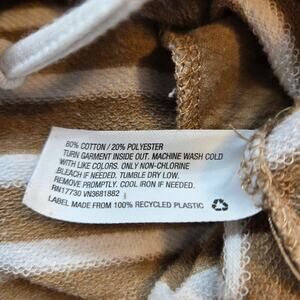 80% COTTON / 20% POLYESTER
TURN GARMENT INSIDE OUT. MACHINE WASH COLD
WITH LIKE COLORS. ONLY NON-CHLORINE
BLEACH IF NEEDED. TUMBLE DRY LOW.
REMOVE PROMPTLY. COOL IRON IF NEEDED.
RN17730 VN3681882
LABEL MADE FROM 100% RECYCLED PLASTIC